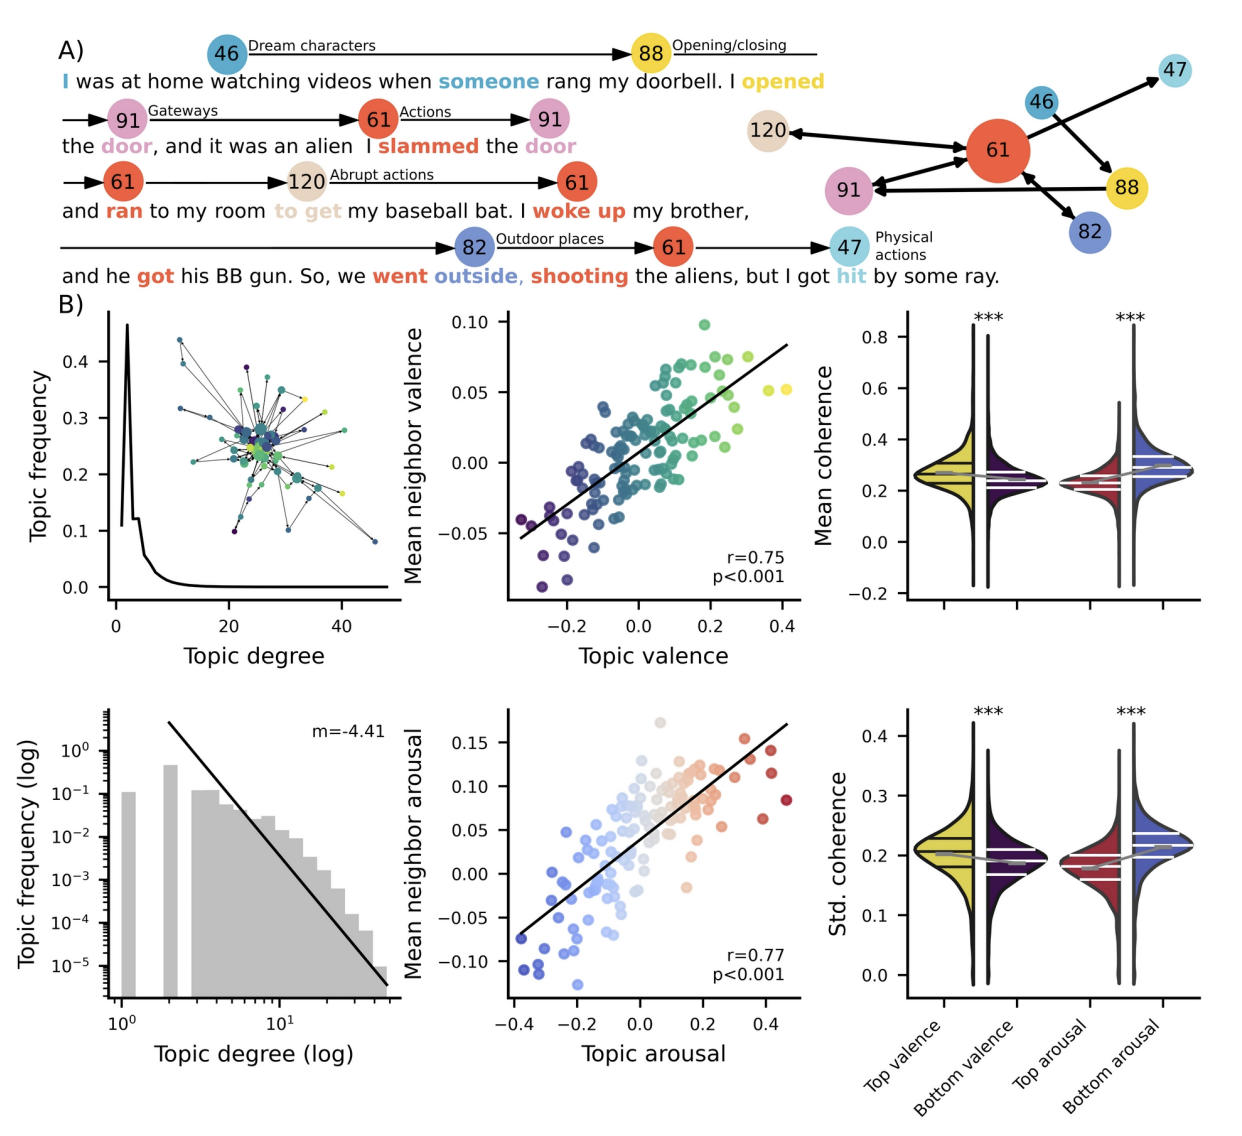 A)
46 Dream characters 88 Opening/closing
I was at home watching videos when someone rang my doorbell. I opened
91 Gateways 61 Actions 91
the door, and it was an alien I slammed the door
61 120 Abrupt actions 61
and ran to my room to get my baseball bat. I woke up my brother,
82 Outdoor places 61 47 Physical
actions
and he got his BB gun. So, we went outside, shooting the aliens, but I got hit by some ray.
47
46
120
61
91
88
82
B)
Topic frequency
0.4
0.3
0.2
0.1
0.0
0 20 40
Topic degree
Mean neighbor valence
0.10
0.05
0.00
−0.05
r=0.75
p<0.001
−0.2 0.0 0.2 0.4
Topic valence
Mean coherence
0.8
0.6
0.4
0.2
0.0
−0.2
*** ***
Topic frequency (log)
10⁰
10⁻¹
10⁻²
10⁻³
10⁻⁴
10⁻⁵
m=-4.41
10⁰ 10¹
Topic degree (log)
Mean neighbor arousal
0.15
0.10
0.05
0.00
−0.05
−0.10
r=0.77
p<0.001
−0.4 −0.2 0.0 0.2 0.4
Topic arousal
Std. coherence
0.4
0.3
0.2
0.1
0.0
*** ***
Top valence
Bottom valence
Top arousal
Bottom arousal